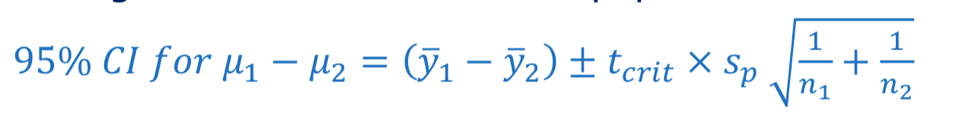 95% CI for μ₁ − μ₂ = (ȳ₁ − ȳ₂) ± t_crit × s_p √(1/n₁ + 1/n₂)